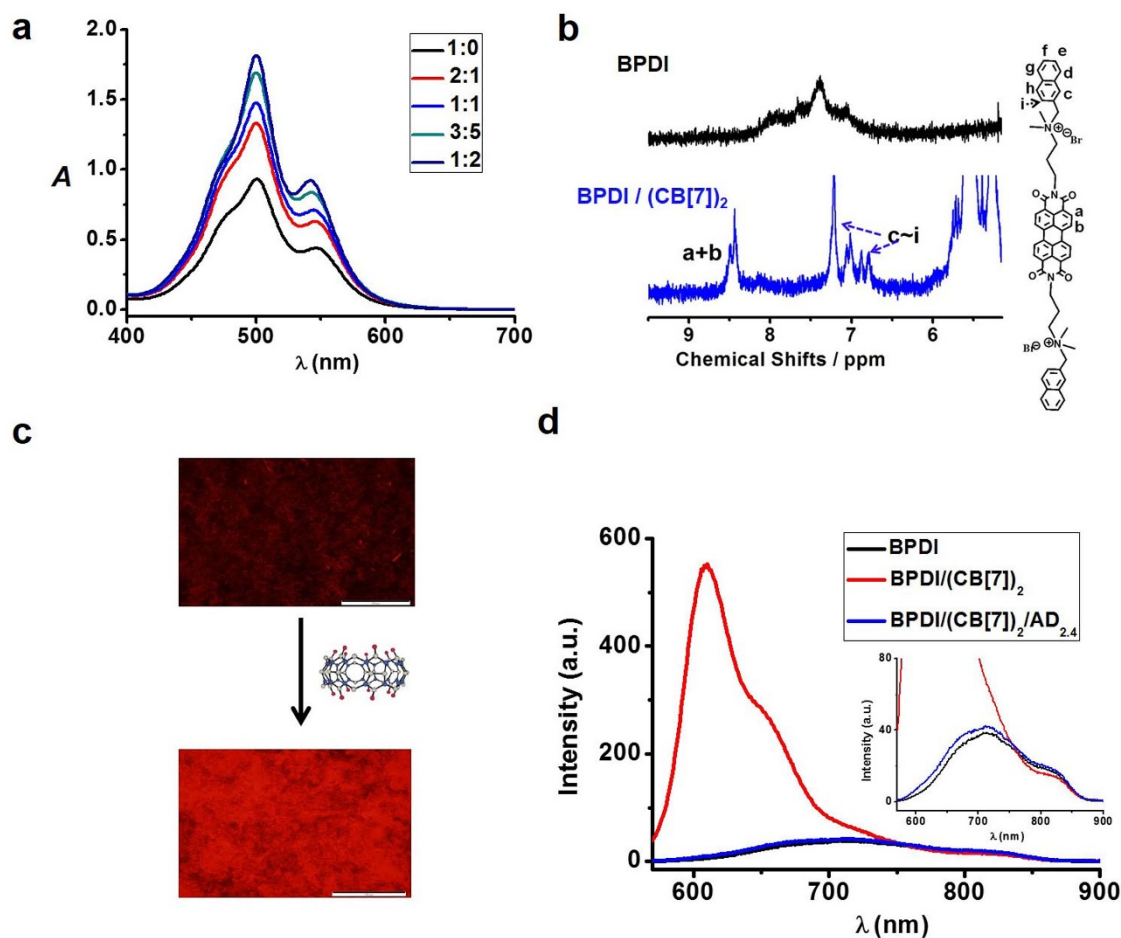 a
2.0
1.5
1.0
0.5
0.0
A
400
500
600
700
λ (nm)
1:0
2:1
1:1
3:5
1:2
b
BPDI
BPDI / (CB[7])₂
a+b
c~i
9
8
7
6
Chemical Shifts / ppm
f
e
g
d
h
c
i
N
⊕
⊖Br
O
N
O
a
b
O
N
O
Br⊖
⊕
N
c
d
600
400
200
0
Intensity (a.u.)
600
700
800
900
λ (nm)
BPDI
BPDI/(CB[7])₂
BPDI/(CB[7])₂/AD₂.₄
80
40
0
Intensity (a.u.)
600
700
800
900
λ (nm)